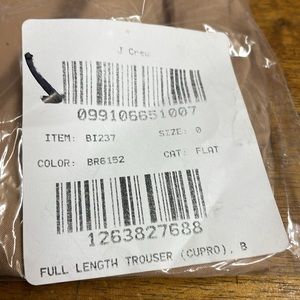 J Crew
099106651007
ITEM: BI237 SIZE: 0
COLOR: BR6152 CAT: FLAT
1263827688
FULL LENGTH TROUSER (CUPRO), B